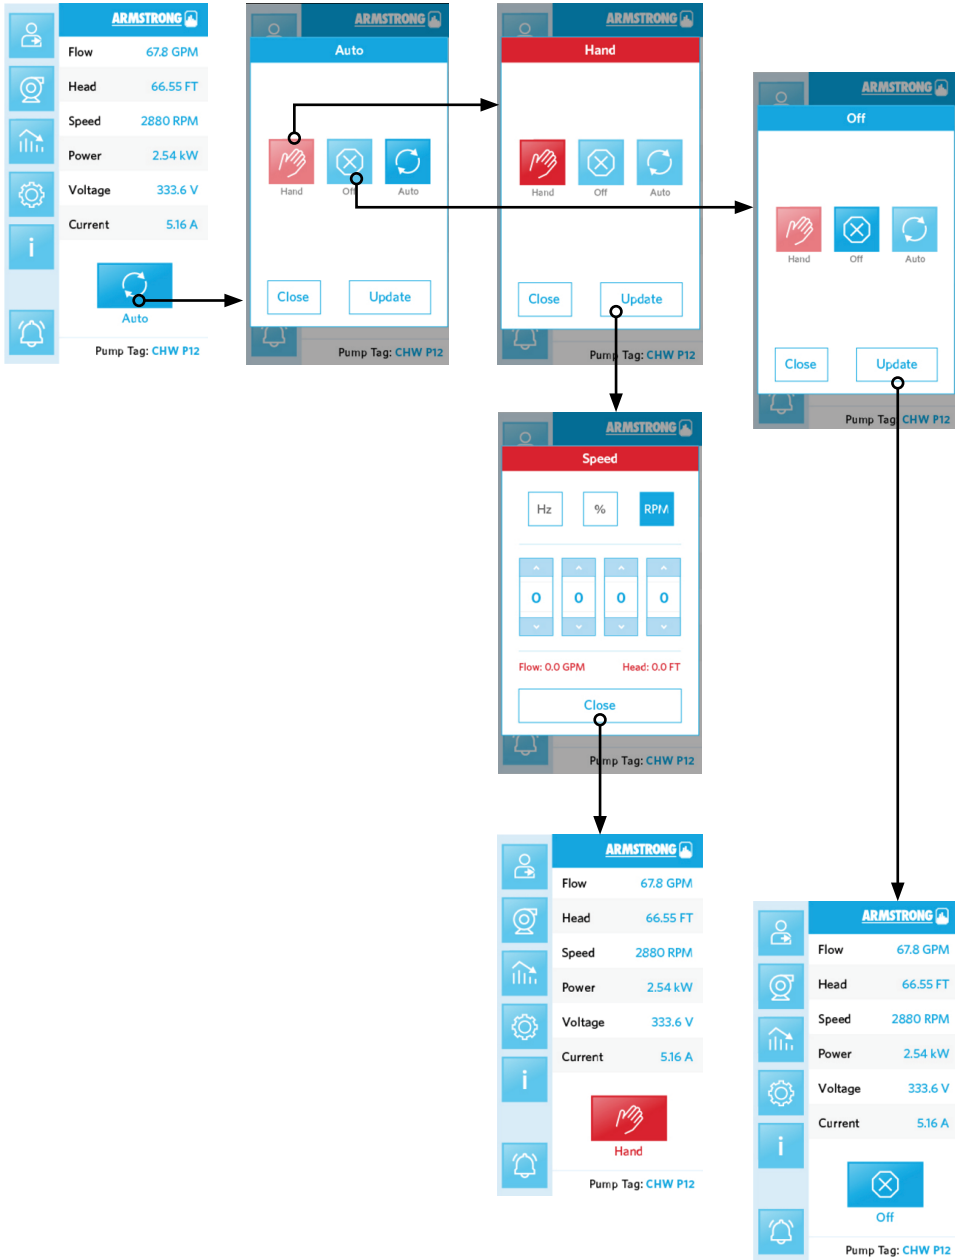 ARMSTRONG
Flow 67.8 GPM
Head 66.55 FT
Speed 2880 RPM
Power 2.54 kW
Voltage 333.6 V
Current 5.16 A
i
Auto
Pump Tag: CHW P12
ARMSTRONG
Auto
Hand Off Auto
Close Update
Pump Tag: CHW P12
ARMSTRONG
Hand
Hand Off Auto
Close Update
Pump Tag: CHW P12
ARMSTRONG
Off
Hand Off Auto
Close Update
Pump Tag: CHW P12
ARMSTRONG
Speed
Hz % RPM
0 0 0 0
Flow: 0.0 GPM Head: 0.0 FT
Close
Pump Tag: CHW P12
ARMSTRONG
Flow 67.8 GPM
Head 66.55 FT
Speed 2880 RPM
Power 2.54 kW
Voltage 333.6 V
Current 5.16 A
i
Hand
Pump Tag: CHW P12
ARMSTRONG
Flow 67.8 GPM
Head 66.55 FT
Speed 2880 RPM
Power 2.54 kW
Voltage 333.6 V
Current 5.16 A
i
Off
Pump Tag: CHW P12